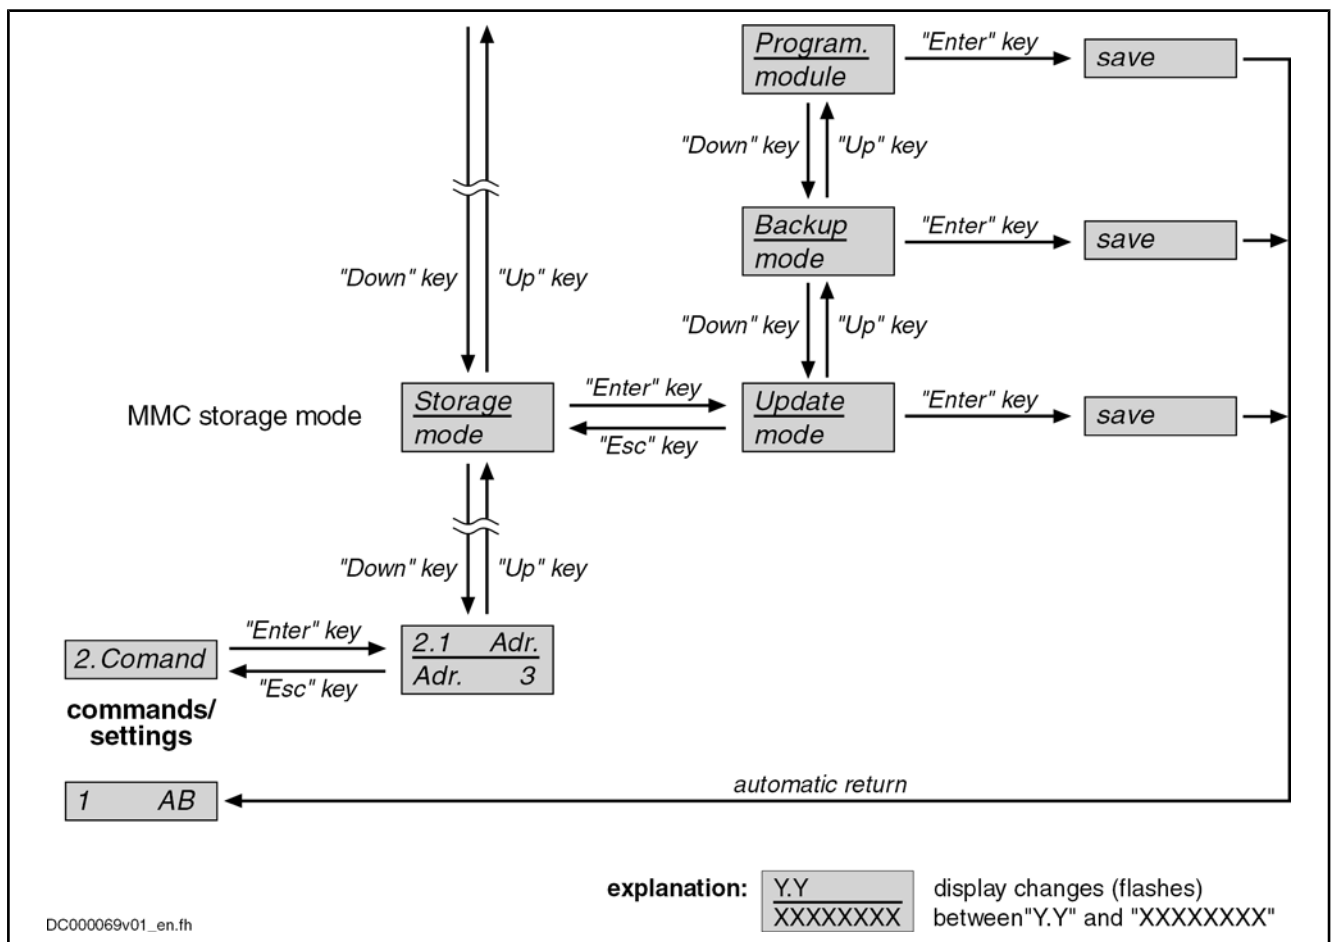 Program.
module
"Enter" key
save
"Down" key
"Up" key
Backup
mode
"Enter" key
save
"Down" key
"Up" key
"Down" key
"Up" key
MMC storage mode
Storage
mode
"Enter" key
"Esc" key
Update
mode
"Enter" key
save
"Down" key
"Up" key
2.Comand
"Enter" key
"Esc" key
2.1 Adr.
Adr. 3
commands/
settings
1 AB
automatic return
explanation:
Y.Y
XXXXXXXX
display changes (flashes)
between"Y.Y" and "XXXXXXXX"
DC000069v01_en.fh